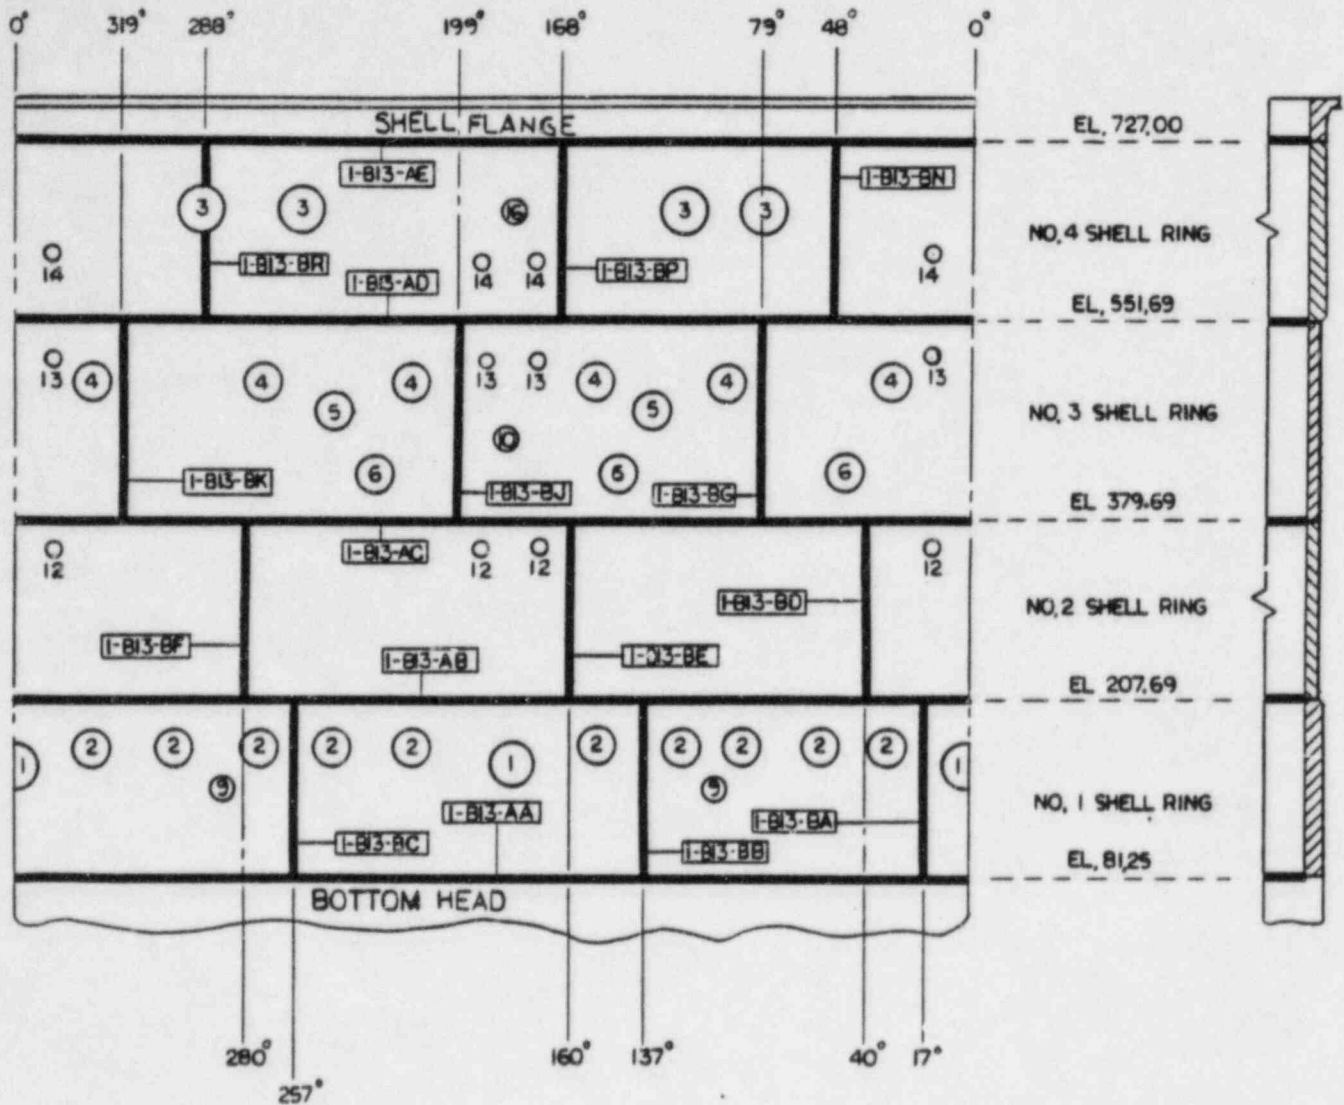 0° 319° 288° 199° 168° 79° 48° 0°
SHELL FLANGE
EL, 727,00
1-B13-AE
1-B13-BN
3 3 16 3 3
NO, 4 SHELL RING
1-B13-BR
1-B13-AD
1-B13-BP
14 14 14 14
EL, 551,69
13 4 4 5 4 13 13 4 5 4 4 13
NO, 3 SHELL RING
10
6 6 6
1-B13-BK
1-B13-BJ
1-B13-BG
EL 379.69
1-B13-AC
12 12 12 12
1-B13-BD
NO, 2 SHELL RING
1-B13-BF
1-B13-AB
1-B13-BE
EL 207.69
1 2 2 2 2 2 1 2 2 2 2 2 1
9 9
NO, 1 SHELL RING
1-B13-AA
1-B13-BA
1-B13-BC
1-B13-BB
EL, 81,25
BOTTOM HEAD
280° 160° 137° 40° 17°
257°